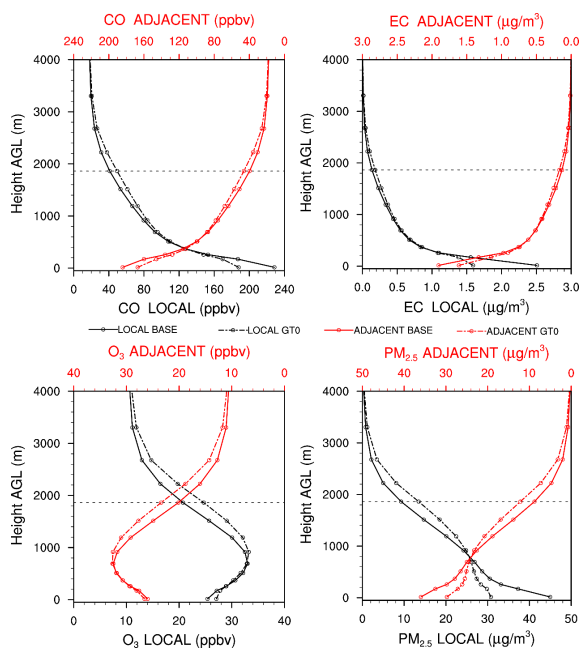 CO ADJACENT (ppbv)
EC ADJACENT(µg/m³)
240 200 160 120 80 40 0
3.0 2.5 2.0 1.5 1.0 0.5 0.0
4000 3000 2000 1000 0
Height AGL (m)
4000 3000 2000 1000 0
Height AGL (m)
0 40 80 120 160 200 240
0.0 0.5 1.0 1.5 2.0 2.5 3.0
CO LOCAL (ppbv)
EC LOCAL (µg/m³)
LOCAL BASE LOCAL GT0 ADJACENT BASE ADJACENT GT0
O₃ ADJACENT (ppbv)
PM₂.₅ ADJACENT(µg/m³)
40 30 20 10 0
50 40 30 20 10 0
4000 3000 2000 1000 0
Height AGL (m)
4000 3000 2000 1000 0
Height AGL (m)
0 10 20 30 40
0 10 20 30 40 50
O₃ LOCAL (ppbv)
PM₂.₅ LOCAL(µg/m³)